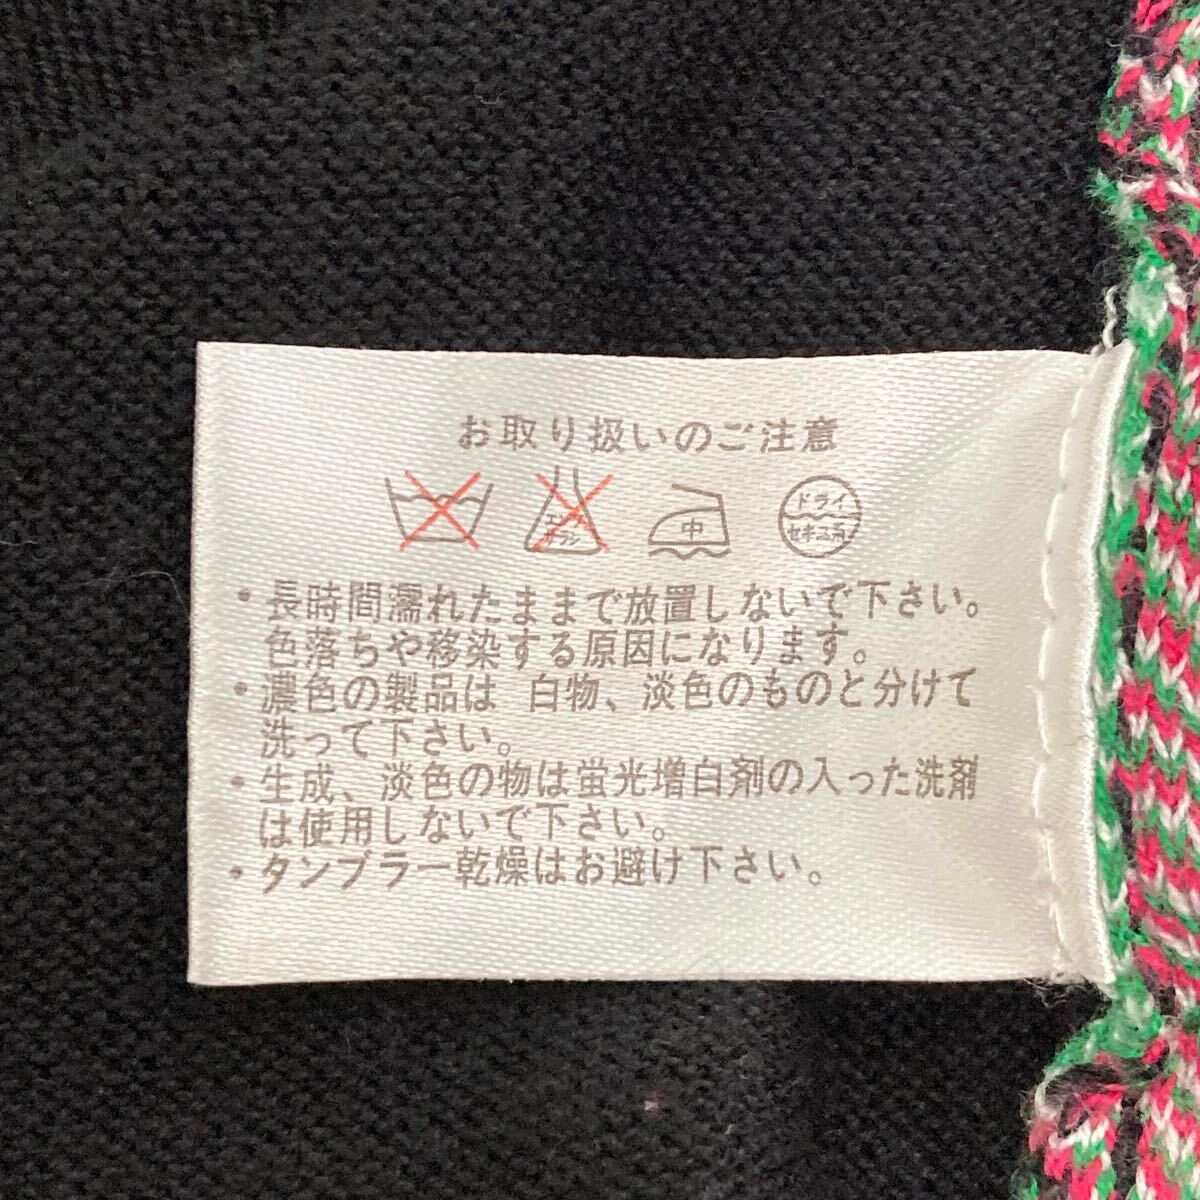 お取り扱いのご注意
エンソ サラシ 中 ドライ セキユ系
・長時間濡れたままで放置しないで下さい。
色落ちや移染する原因になります。
・濃色の製品は 白物、淡色のものと分けて
洗って下さい。
・生成、淡色の物は蛍光増白剤の入った洗剤
は使用しないで下さい。
・タンブラー乾燥はお避け下さい。